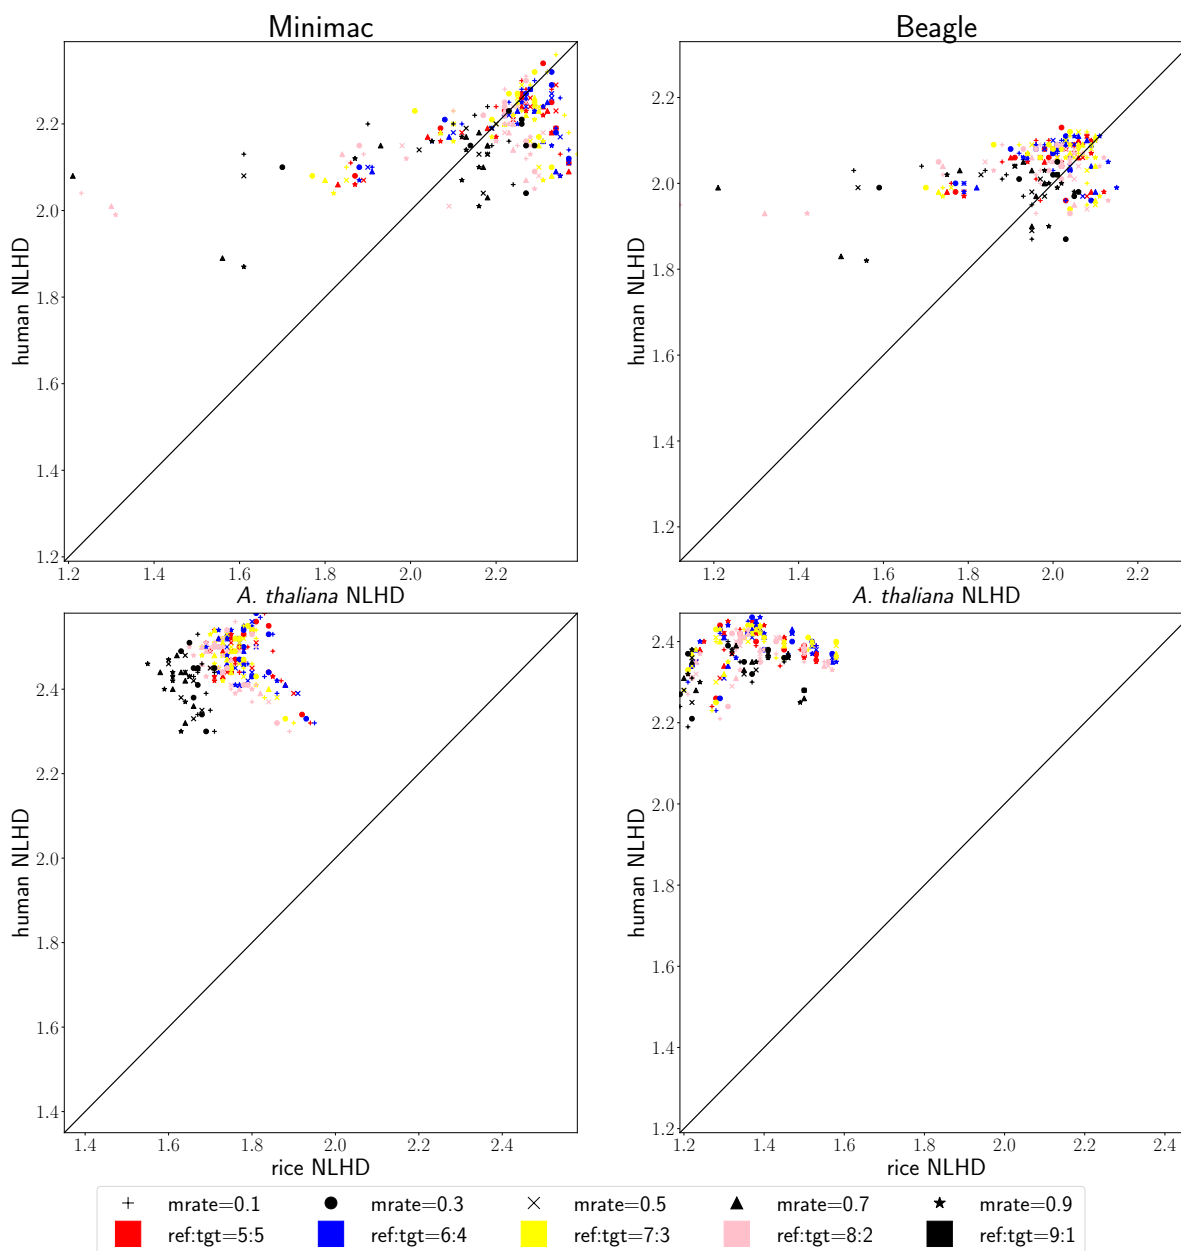 Minimac
Beagle
human NLHD
2.2
2.0
1.8
1.6
1.4
1.2
1.2 1.4 1.6 1.8 2.0 2.2
A. thaliana NLHD
human NLHD
2.2
2.0
1.8
1.6
1.4
1.2
1.2 1.4 1.6 1.8 2.0 2.2
A. thaliana NLHD
human NLHD
2.4
2.2
2.0
1.8
1.6
1.4
1.4 1.6 1.8 2.0 2.2 2.4
rice NLHD
human NLHD
2.4
2.2
2.0
1.8
1.6
1.4
1.2
1.2 1.4 1.6 1.8 2.0 2.2 2.4
rice NLHD
mrate=0.1 mrate=0.3 mrate=0.5 mrate=0.7 mrate=0.9
ref:tgt=5:5 ref:tgt=6:4 ref:tgt=7:3 ref:tgt=8:2 ref:tgt=9:1